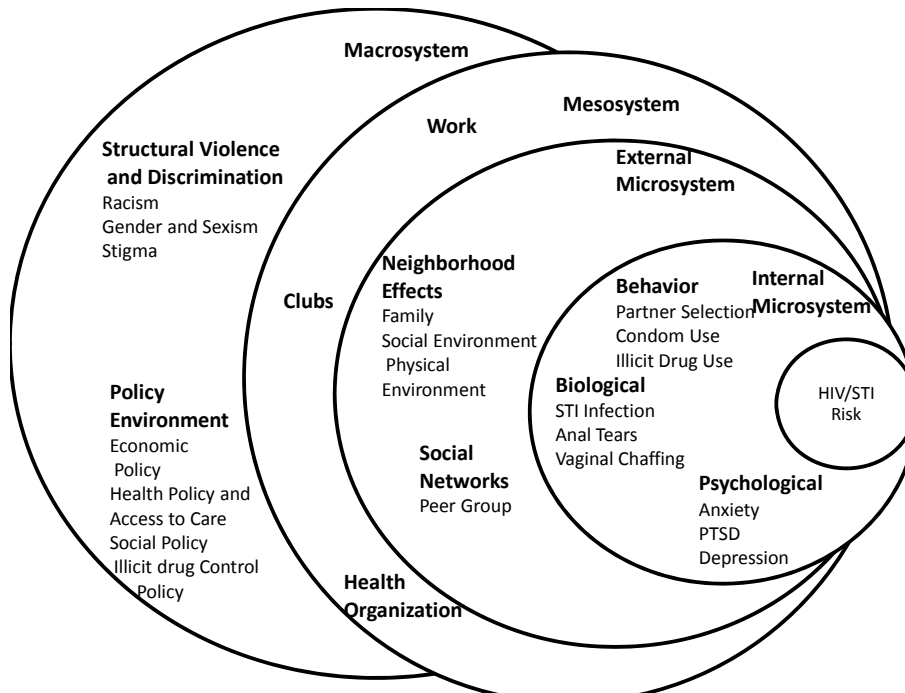 Macrosystem
Structural Violence
and Discrimination
Racism
Gender and Sexism
Stigma
Policy
Environment
Economic
Policy
Health Policy and
Access to Care
Social Policy
Illicit drug Control
Policy
Mesosystem
Work
Clubs
Health
Organization
External
Microsystem
Neighborhood
Effects
Family
Social Environment
Physical
Environment
Social
Networks
Peer Group
Internal
Microsystem
Behavior
Partner Selection
Condom Use
Illicit Drug Use
Biological
STI Infection
Anal Tears
Vaginal Chaffing
Psychological
Anxiety
PTSD
Depression
HIV/STI
Risk